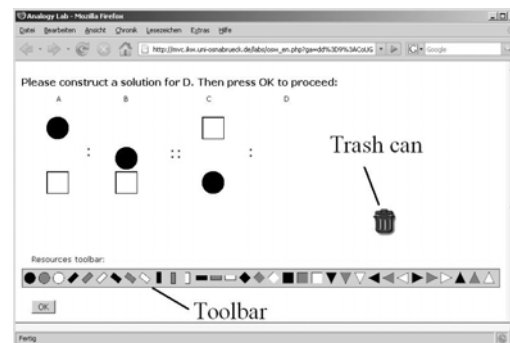 Analogy Lab - Mozilla Firefox
Datei Bearbeiten Ansicht Chronik Lesezeichen Extras Hilfe
Google
Please construct a solution for D. Then press OK to proceed:
A B C D
: :: :
Trash can
Resources toolbar:
OK
Toolbar
Fertig